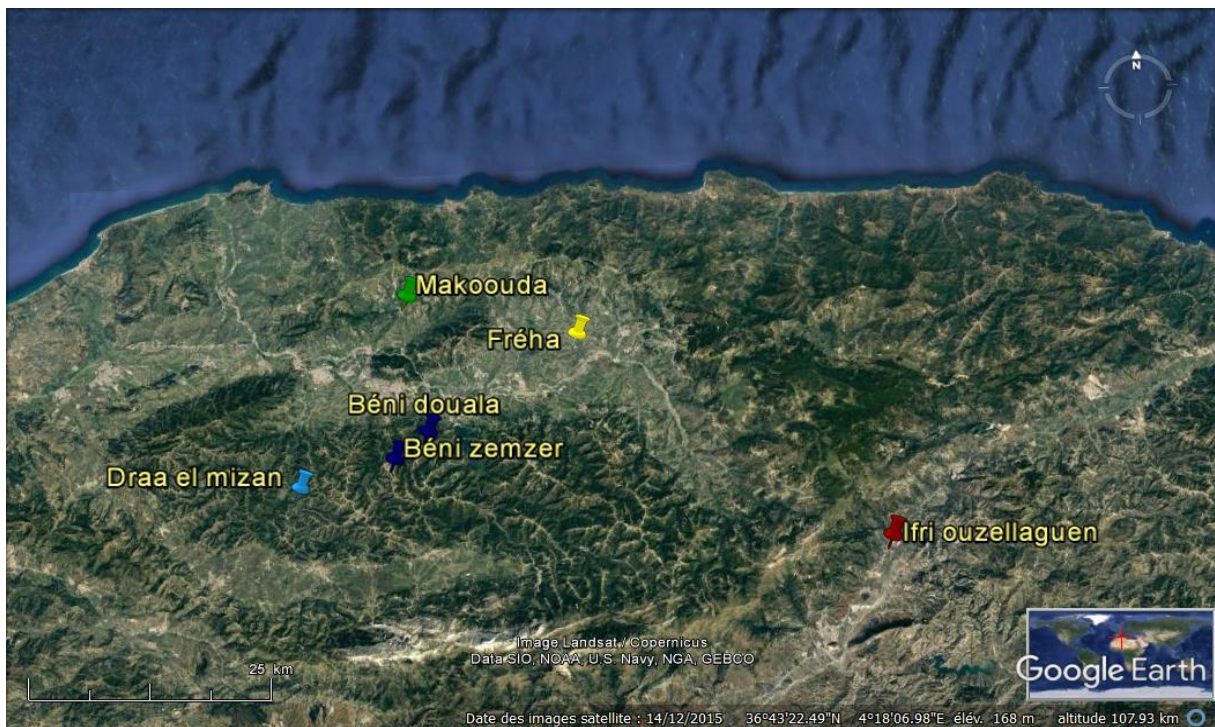 N
Makoouda
Fréha
Béni douala
Béni zemzer
Draa el mizan
Ifri ouzellaguen
Image Landsat / Copernicus
Data SIO, NOAA, U.S. Navy, NGA, GEBCO
25 km
Google Earth
Date des images satellite : 14/12/2015 36°43'22.49"N 4°18'06.98"E élév. 168 m altitude 107.93 km